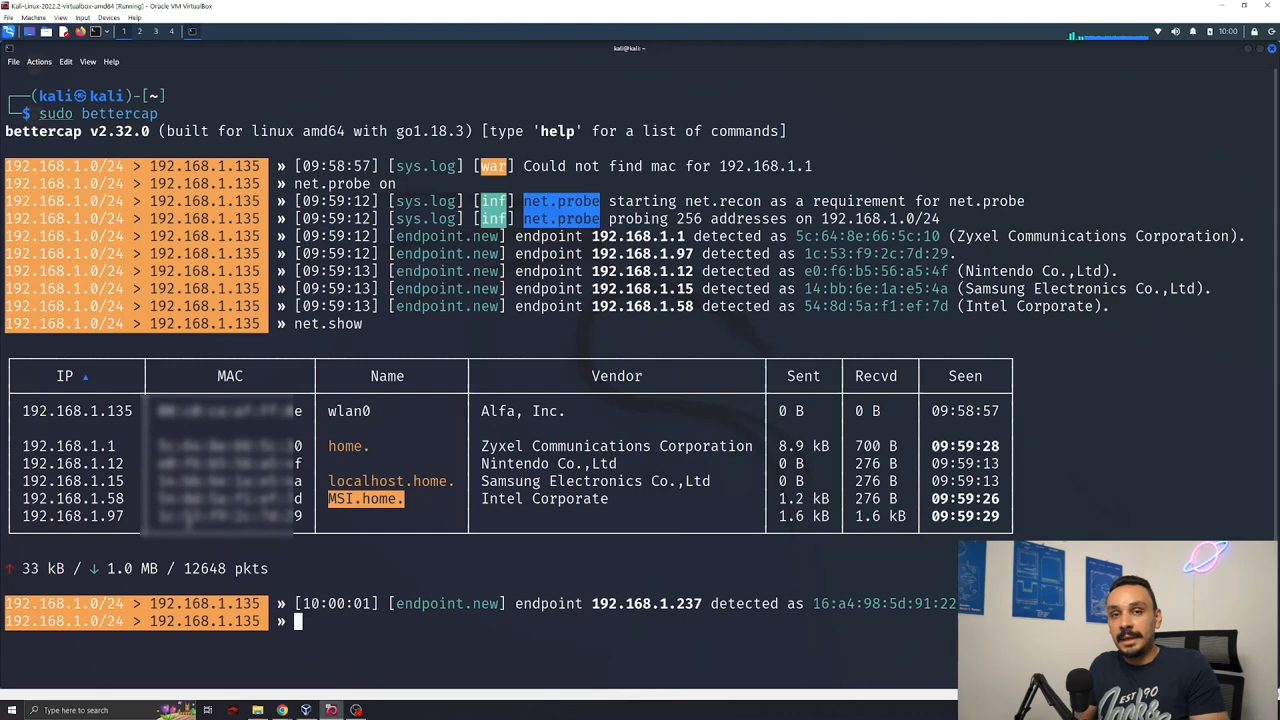 Kali-Linux-2022.2-virtualbox-amd64 [Running] - Oracle VM VirtualBox
File Machine View Input Devices Help
1 2 3 4 10:00
kali@kali: ~
File Actions Edit View Help
┌──(kali㉿kali)-[~]
└─$ sudo bettercap
bettercap v2.32.0 (built for linux amd64 with go1.18.3) [type 'help' for a list of commands]
192.168.1.0/24 > 192.168.1.135 » [09:58:57] [sys.log] [war] Could not find mac for 192.168.1.1
192.168.1.0/24 > 192.168.1.135 » net.probe on
192.168.1.0/24 > 192.168.1.135 » [09:59:12] [sys.log] [inf] net.probe starting net.recon as a requirement for net.probe
192.168.1.0/24 > 192.168.1.135 » [09:59:12] [sys.log] [inf] net.probe probing 256 addresses on 192.168.1.0/24
192.168.1.0/24 > 192.168.1.135 » [09:59:12] [endpoint.new] endpoint 192.168.1.1 detected as 5c:64:8e:66:5c:10 (Zyxel Communications Corporation).
192.168.1.0/24 > 192.168.1.135 » [09:59:12] [endpoint.new] endpoint 192.168.1.97 detected as 1c:53:f9:2c:7d:29.
192.168.1.0/24 > 192.168.1.135 » [09:59:13] [endpoint.new] endpoint 192.168.1.12 detected as e0:f6:b5:56:a5:4f (Nintendo Co.,Ltd).
192.168.1.0/24 > 192.168.1.135 » [09:59:13] [endpoint.new] endpoint 192.168.1.15 detected as 14:bb:6e:1a:e5:4a (Samsung Electronics Co.,Ltd).
192.168.1.0/24 > 192.168.1.135 » [09:59:13] [endpoint.new] endpoint 192.168.1.58 detected as 54:8d:5a:f1:ef:7d (Intel Corporate).
192.168.1.0/24 > 192.168.1.135 » net.show
IP ▲ MAC Name Vendor Sent Recvd Seen
192.168.1.135 e wlan0 Alfa, Inc. 0 B 0 B 09:58:57
192.168.1.1 0 home. Zyxel Communications Corporation 8.9 kB 700 B 09:59:28
192.168.1.12 f Nintendo Co.,Ltd 0 B 276 B 09:59:13
192.168.1.15 a localhost.home. Samsung Electronics Co.,Ltd 0 B 276 B 09:59:13
192.168.1.58 d MSI.home. Intel Corporate 1.2 kB 276 B 09:59:26
192.168.1.97 9 1.6 kB 1.6 kB 09:59:29
↑ 33 kB / ↓ 1.0 MB / 12648 pkts
192.168.1.0/24 > 192.168.1.135 » [10:00:01] [endpoint.new] endpoint 192.168.1.237 detected as 16:a4:98:5d:91:22
192.168.1.0/24 > 192.168.1.135 »
EST 90
Type here to search